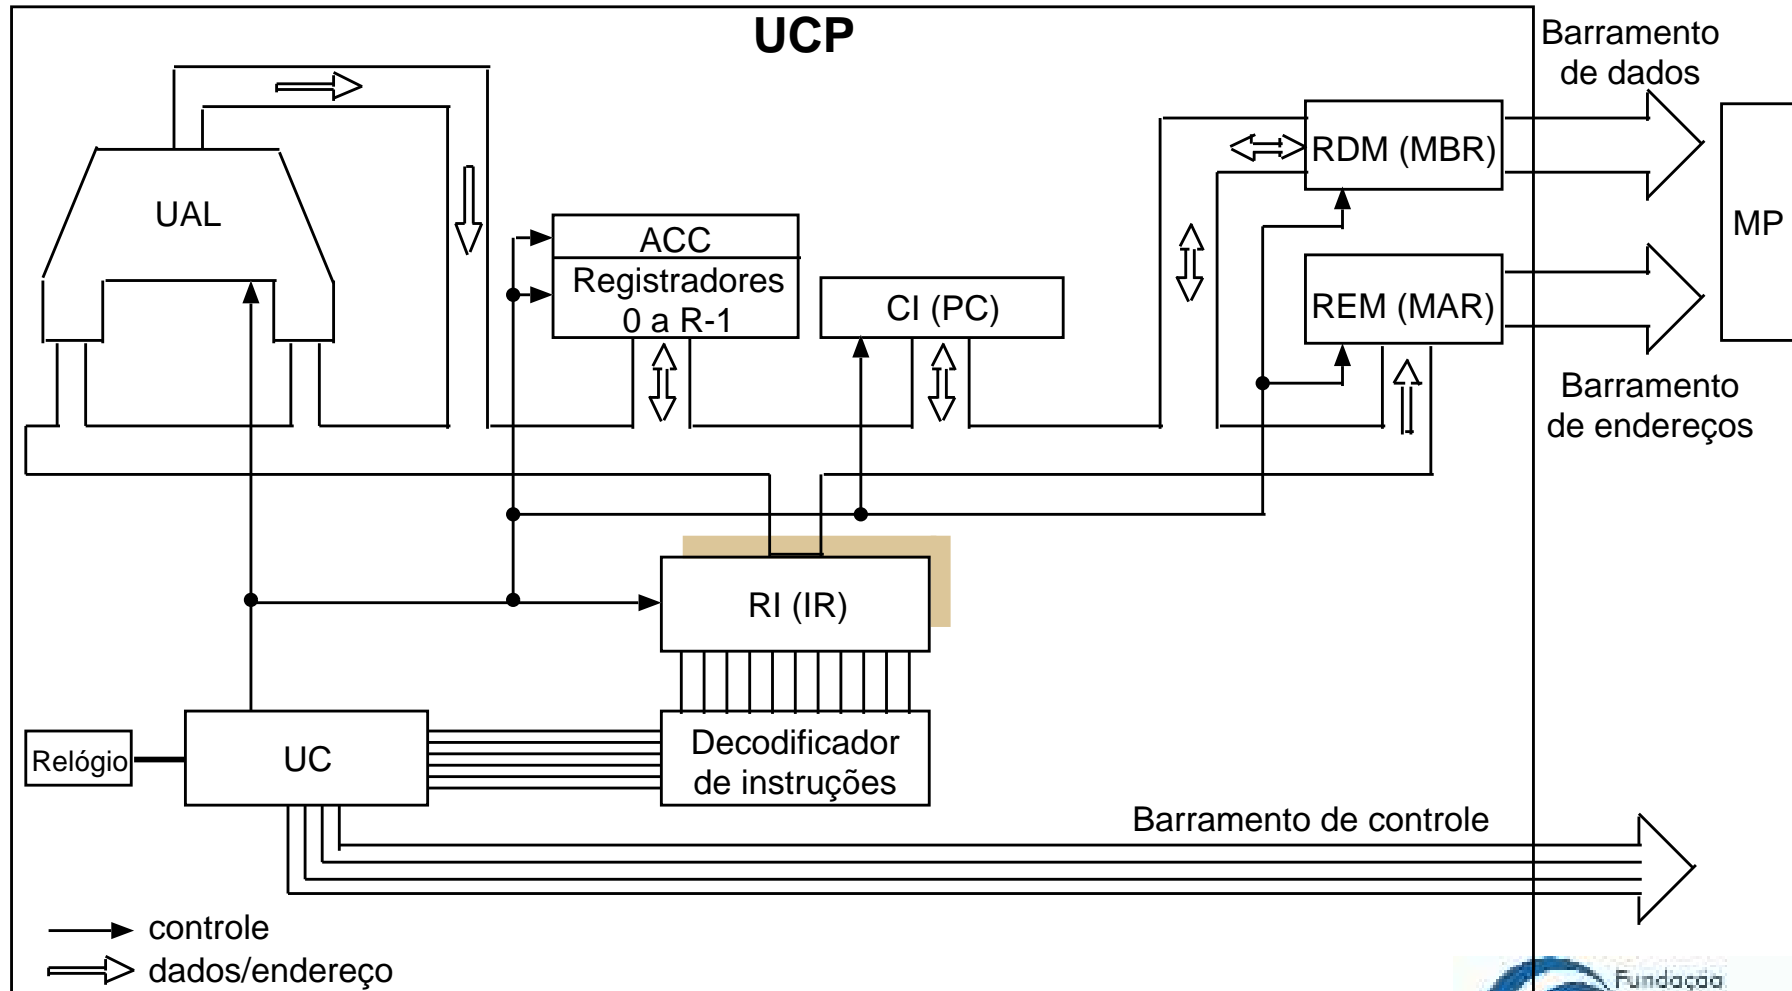 UCP
Barramento
de dados
RDM (MBR)
UAL
MP
ACC
Registradores
0 a R-1
CI (PC)
REM (MAR)
Barramento
de endereços
RI (IR)
Relógio
UC
Decodificador
de instruções
Barramento de controle
controle
dados/endereço
Fundação